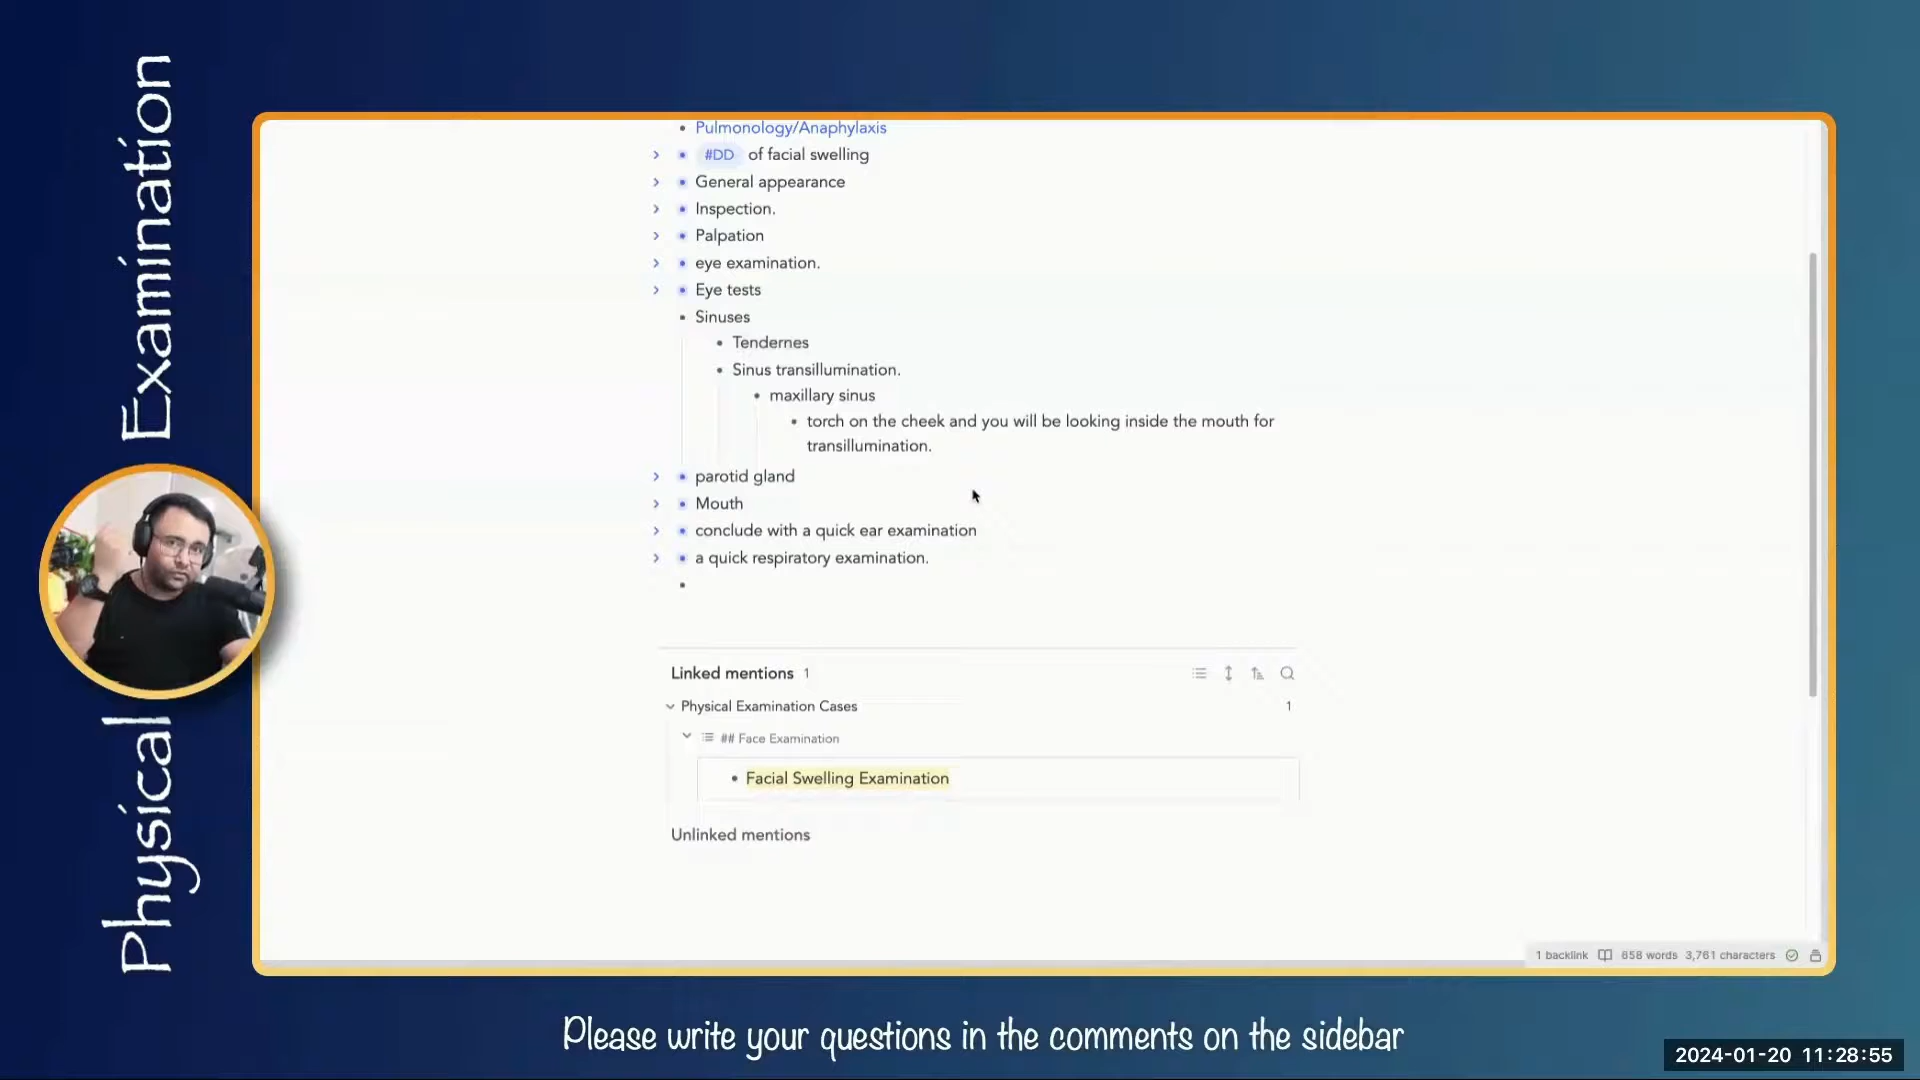 Physical Examination
Pulmonology/Anaphylaxis
#DD of facial swelling
General appearance
Inspection.
Palpation
eye examination.
Eye tests
Sinuses
Tendernes
Sinus transillumination.
maxillary sinus
torch on the cheek and you will be looking inside the mouth for
transillumination.
parotid gland
Mouth
conclude with a quick ear examination
a quick respiratory examination.
Linked mentions 1
Physical Examination Cases 1
## Face Examination
Facial Swelling Examination
Unlinked mentions
1 backlink 658 words 3,761 characters
Please write your questions in the comments on the sidebar
2024-01-20 11:28:55